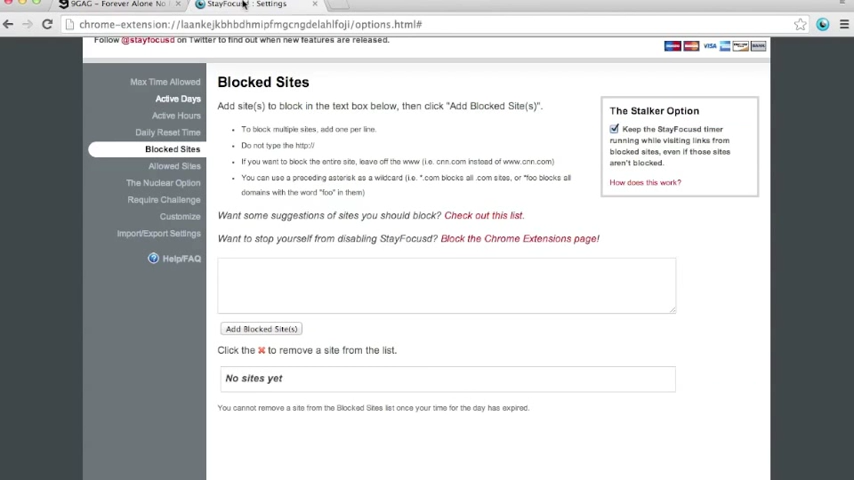 9GAG – Forever Alone No
StayFocusd : Settings
chrome-extension://laankejkbhbdhmipfmgcngdelahlfoji/options.html#
Follow @stayfocusd on Twitter to find out when new features are released.
VISA
BANK
Max Time Allowed
Active Days
Active Hours
Daily Reset Time
Blocked Sites
Allowed Sites
The Nuclear Option
Require Challenge
Customize
Import/Export Settings
Help/FAQ
Blocked Sites
Add site(s) to block in the text box below, then click "Add Blocked Site(s)".
To block multiple sites, add one per line.
Do not type the http://
If you want to block the entire site, leave off the www (i.e. cnn.com instead of www.cnn.com)
You can use a preceding asterisk as a wildcard (i.e. *.com blocks all .com sites, or *foo blocks all
domains with the word "foo" in them)
Want some suggestions of sites you should block? Check out this list.
Want to stop yourself from disabling StayFocusd? Block the Chrome Extensions page!
Add Blocked Site(s)
Click the to remove a site from the list.
No sites yet
You cannot remove a site from the Blocked Sites list once your time for the day has expired.
The Stalker Option
Keep the StayFocusd timer
running while visiting links from
blocked sites, even if those sites
aren't blocked.
How does this work?